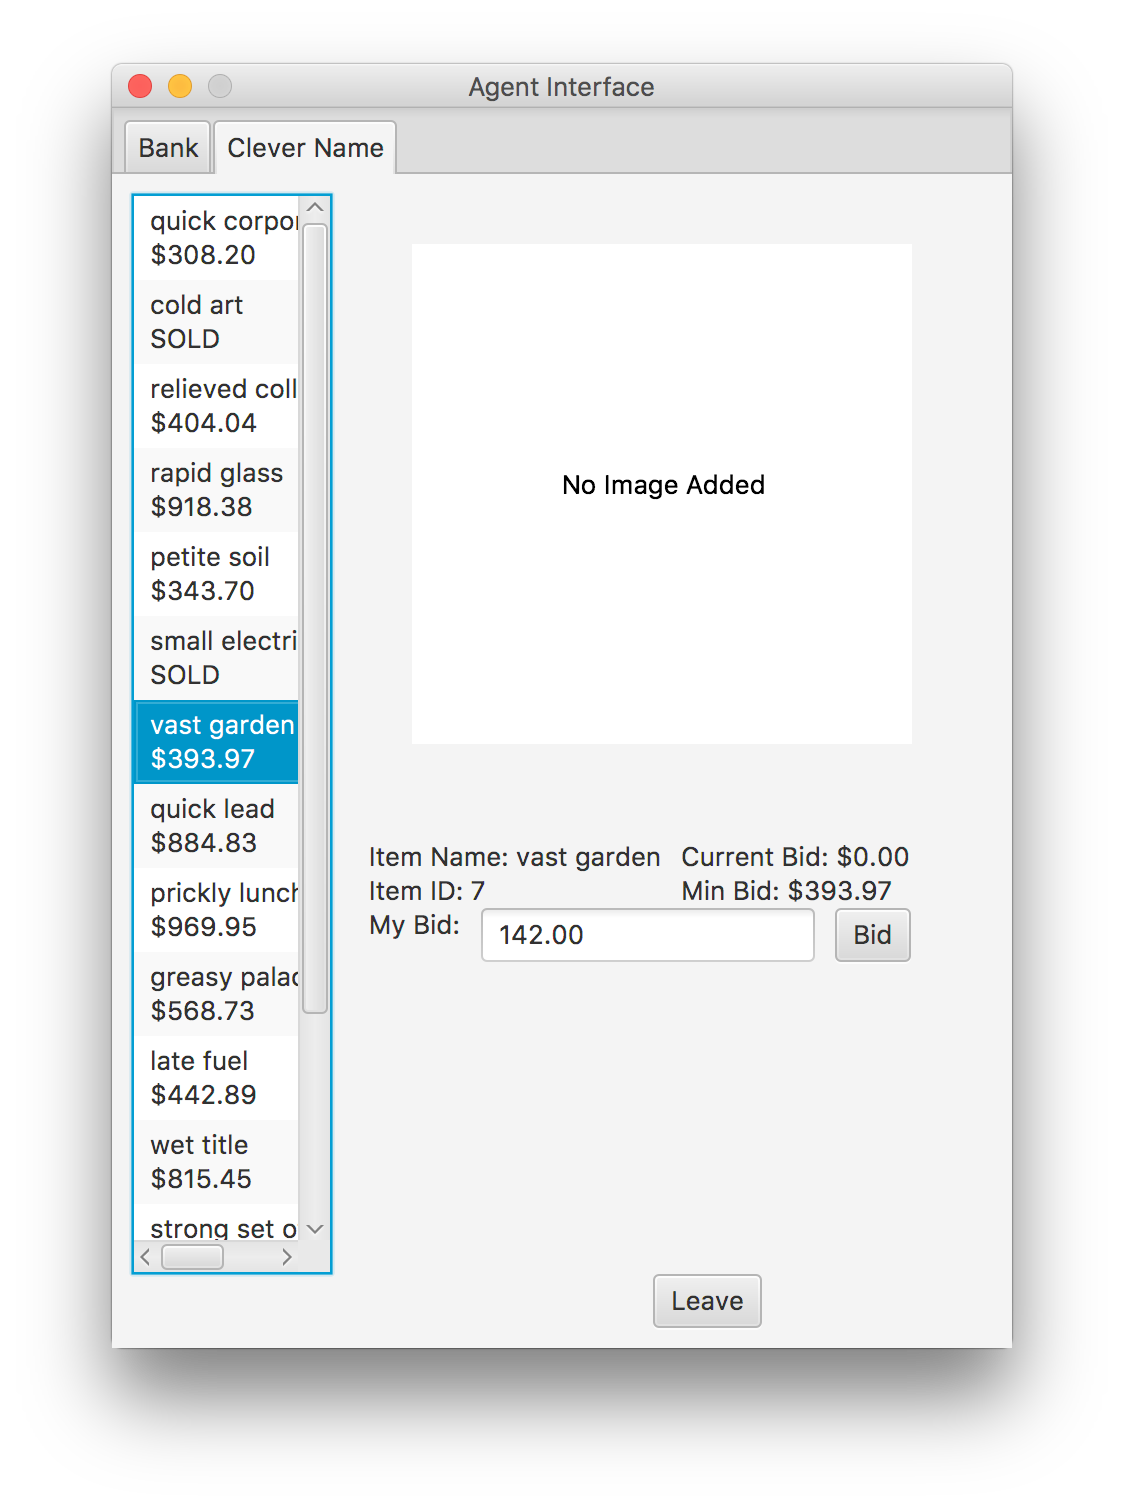 Agent Interface
Bank
Clever Name
quick corpor
$308.20
cold art
SOLD
relieved coll
$404.04
rapid glass
$918.38
petite soil
$343.70
small electri
SOLD
vast garden
$393.97
quick lead
$884.83
prickly lunch
$969.95
greasy palac
$568.73
late fuel
$442.89
wet title
$815.45
strong set o
No Image Added
Item Name: vast garden
Current Bid: $0.00
Item ID: 7
Min Bid: $393.97
My Bid:
142.00
Bid
Leave